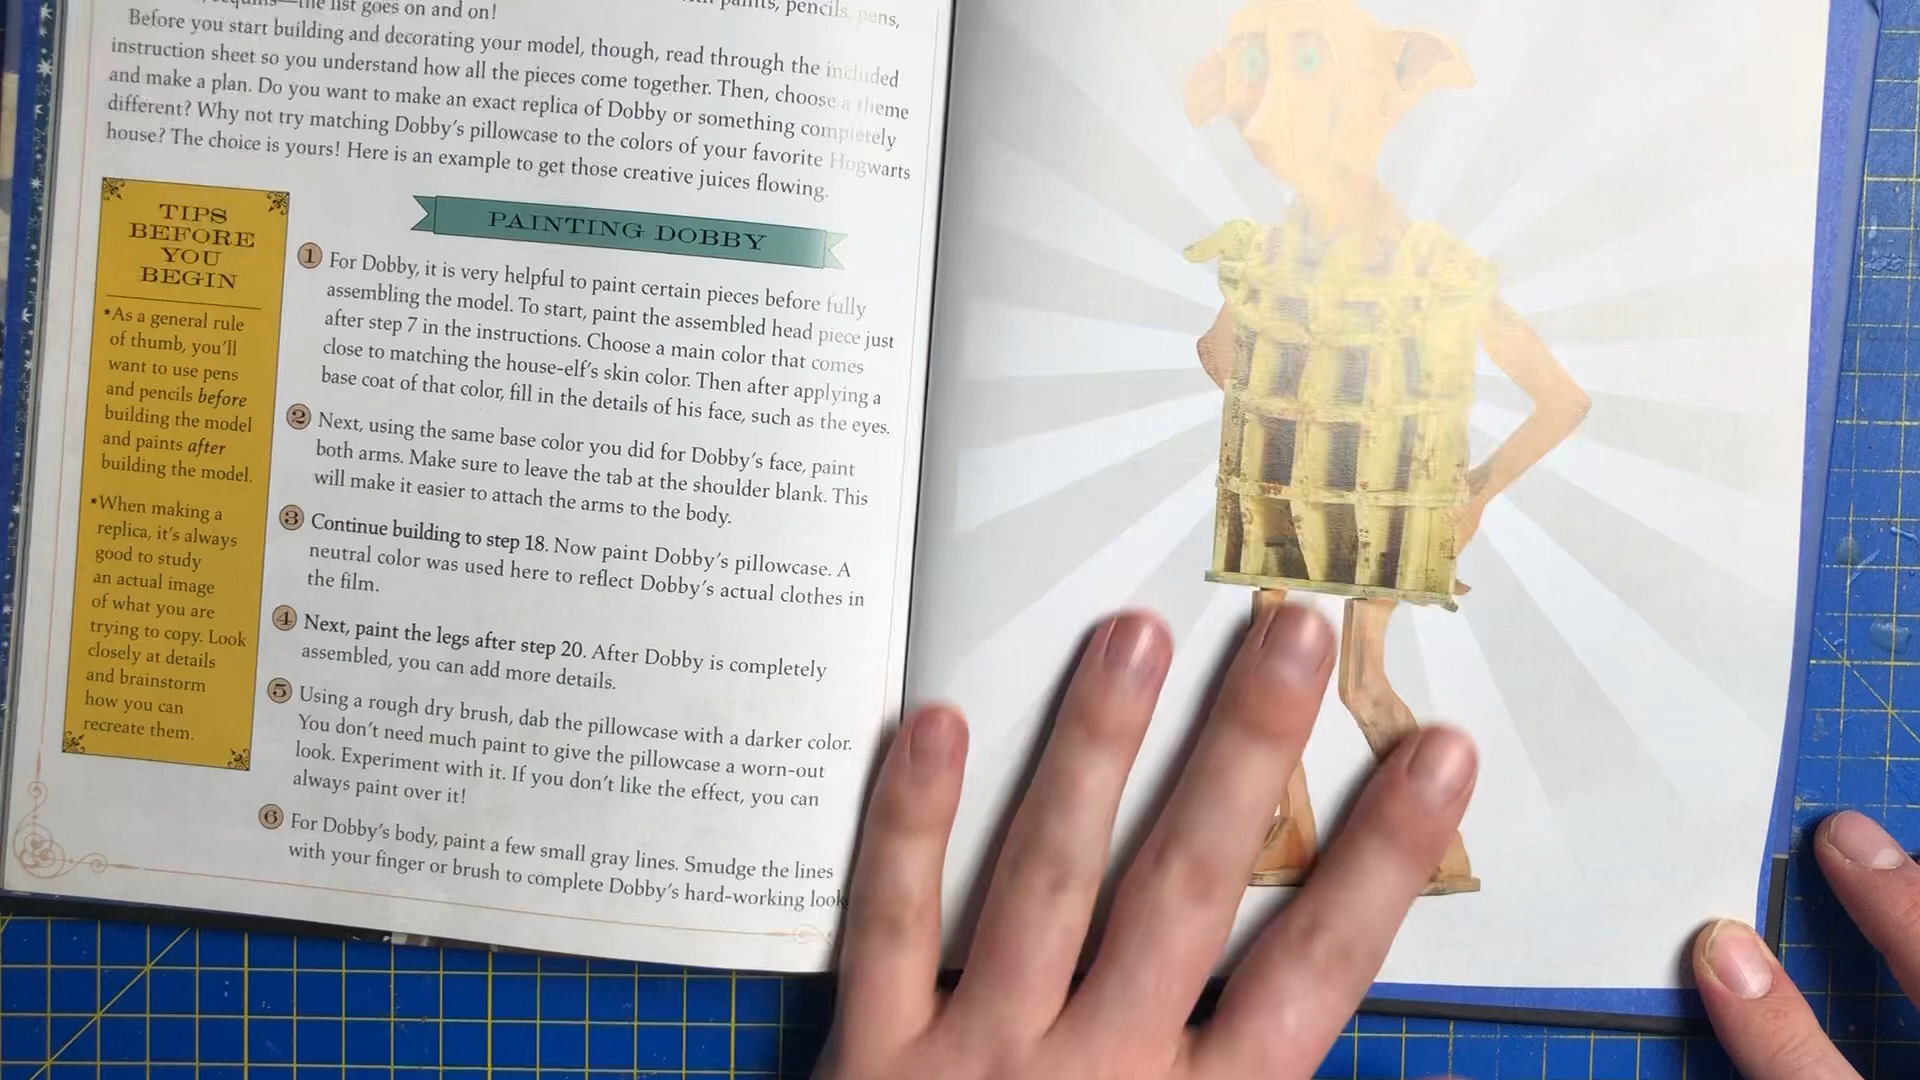 the list goes on and on!
paints, pencils, pens,
Before you start building and decorating your model, though, read through the included
instruction sheet so you understand how all the pieces come together. Then, choose a theme
and make a plan. Do you want to make an exact replica of Dobby or something completely
different? Why not try matching Dobby's pillowcase to the colors of your favorite Hogwarts
house? The choice is yours! Here is an example to get those creative juices flowing.
TIPS
BEFORE
YOU
BEGIN
*As a general rule
of thumb, you'll
want to use pens
and pencils before
building the model
and paints after
building the model.
*When making a
replica, it's always
good to study
an actual image
of what you are
trying to copy. Look
closely at details
and brainstorm
how you can
recreate them.
PAINTING DOBBY
1 For Dobby, it is very helpful to paint certain pieces before fully
assembling the model. To start, paint the assembled head piece just
after step 7 in the instructions. Choose a main color that comes
close to matching the house-elf's skin color. Then after applying a
base coat of that color, fill in the details of his face, such as the eyes.
2 Next, using the same base color you did for Dobby's face, paint
both arms. Make sure to leave the tab at the shoulder blank. This
will make it easier to attach the arms to the body.
3 Continue building to step 18. Now paint Dobby's pillowcase. A
neutral color was used here to reflect Dobby's actual clothes in
the film.
4 Next, paint the legs after step 20. After Dobby is completely
assembled, you can add more details.
5 Using a rough dry brush, dab the pillowcase with a darker color.
You don't need much paint to give the pillowcase a worn-out
look. Experiment with it. If you don't like the effect, you can
always paint over it!
6 For Dobby's body, paint a few small gray lines. Smudge the lines
with your finger or brush to complete Dobby's hard-working look